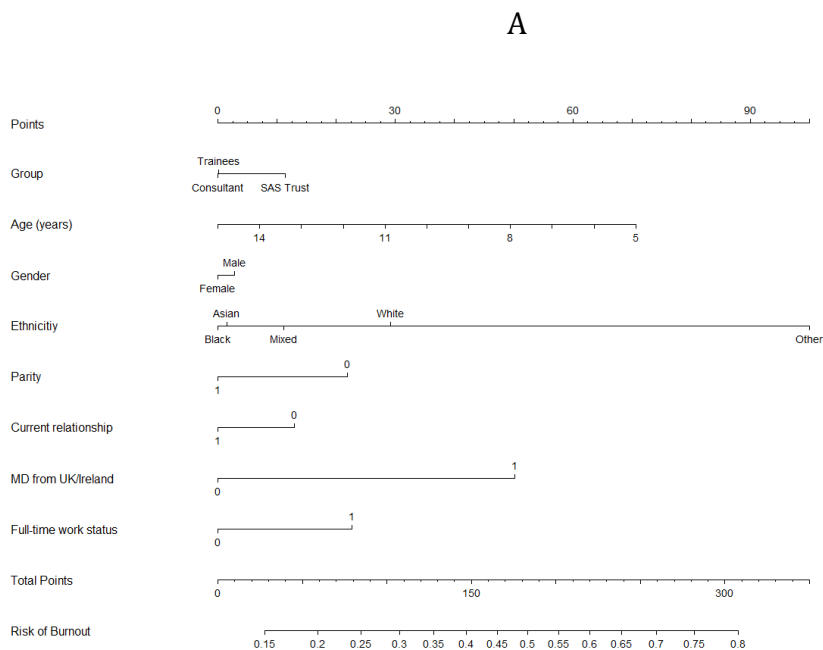 A
0 30 60 90
Points
Trainees
Group
Consultant SAS Trust
Age (years)
14 11 8 5
Male
Gender
Female
Asian White
Ethnicitiy
Black Mixed Other
0
Parity
1
0
Current relationship
1
1
MD from UK/Ireland
0
1
Full-time work status
0
Total Points
0 150 300
Risk of Burnout
0.15 0.2 0.25 0.3 0.35 0.4 0.45 0.5 0.55 0.6 0.65 0.7 0.75 0.8